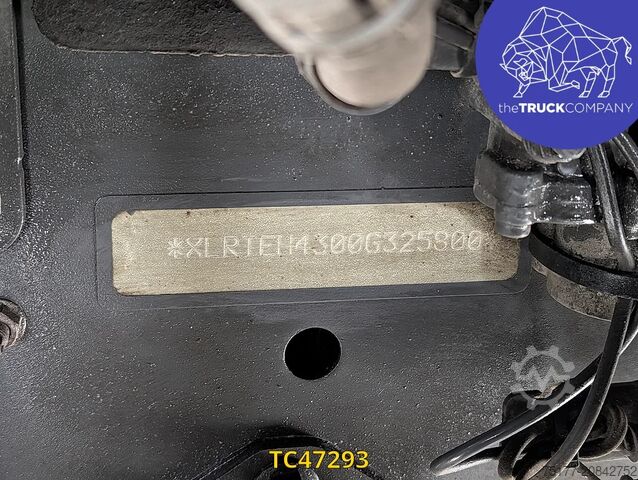 theTRUCKCOMPANY
*XLRTEH4300G325800
TC47293